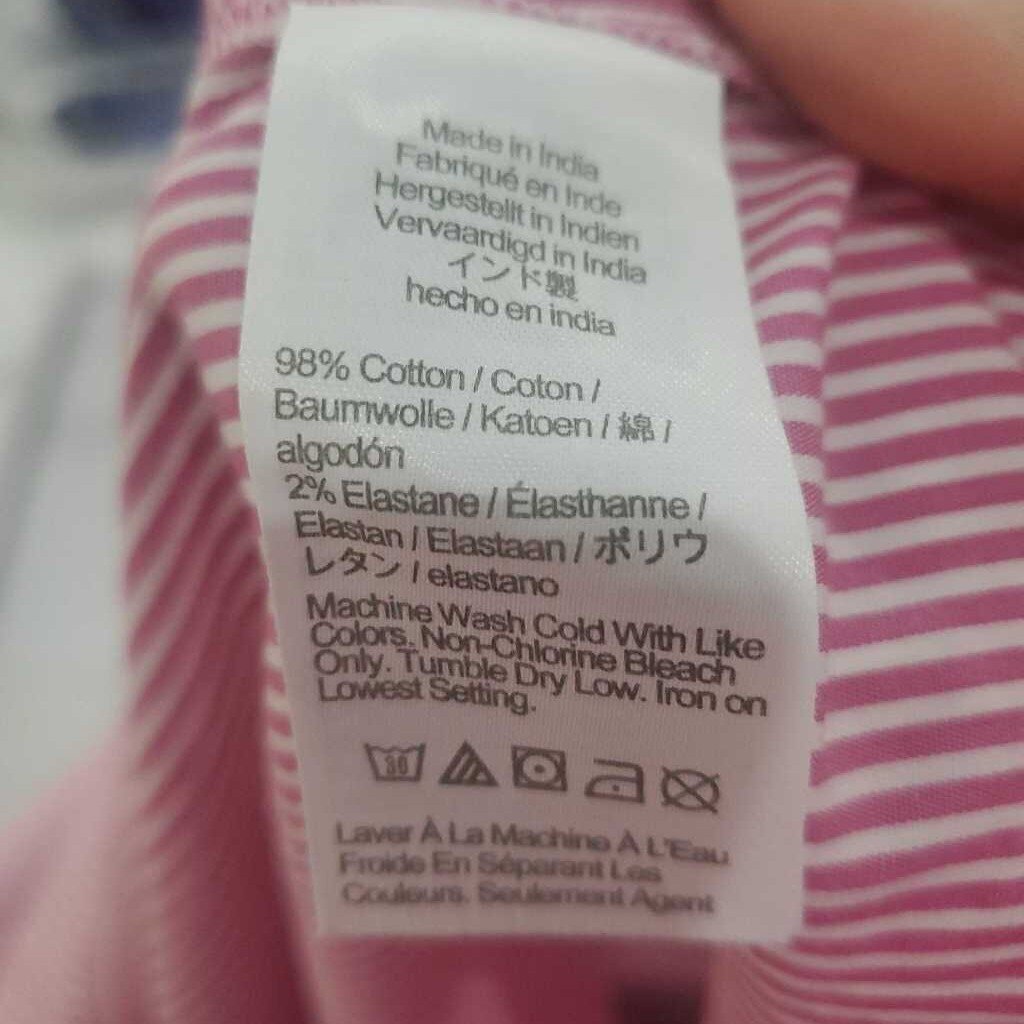 Made in India
Fabriqué en Inde
Hergestellt in Indien
Vervaardigd in India
インド製
hecho en india
98% Cotton / Coton /
Baumwolle / Katoen / 綿 /
algodón
2% Elastane / Élasthanne /
Elastan / Elastaan / ポリウ
レタン / elastano
Machine Wash Cold With Like
Colors. Non-Chlorine Bleach
Only. Tumble Dry Low. Iron on
Lowest Setting.
30
Laver À La Machine À L'Eau
Froide En Séparant Les
Couleurs. Seulement Agent